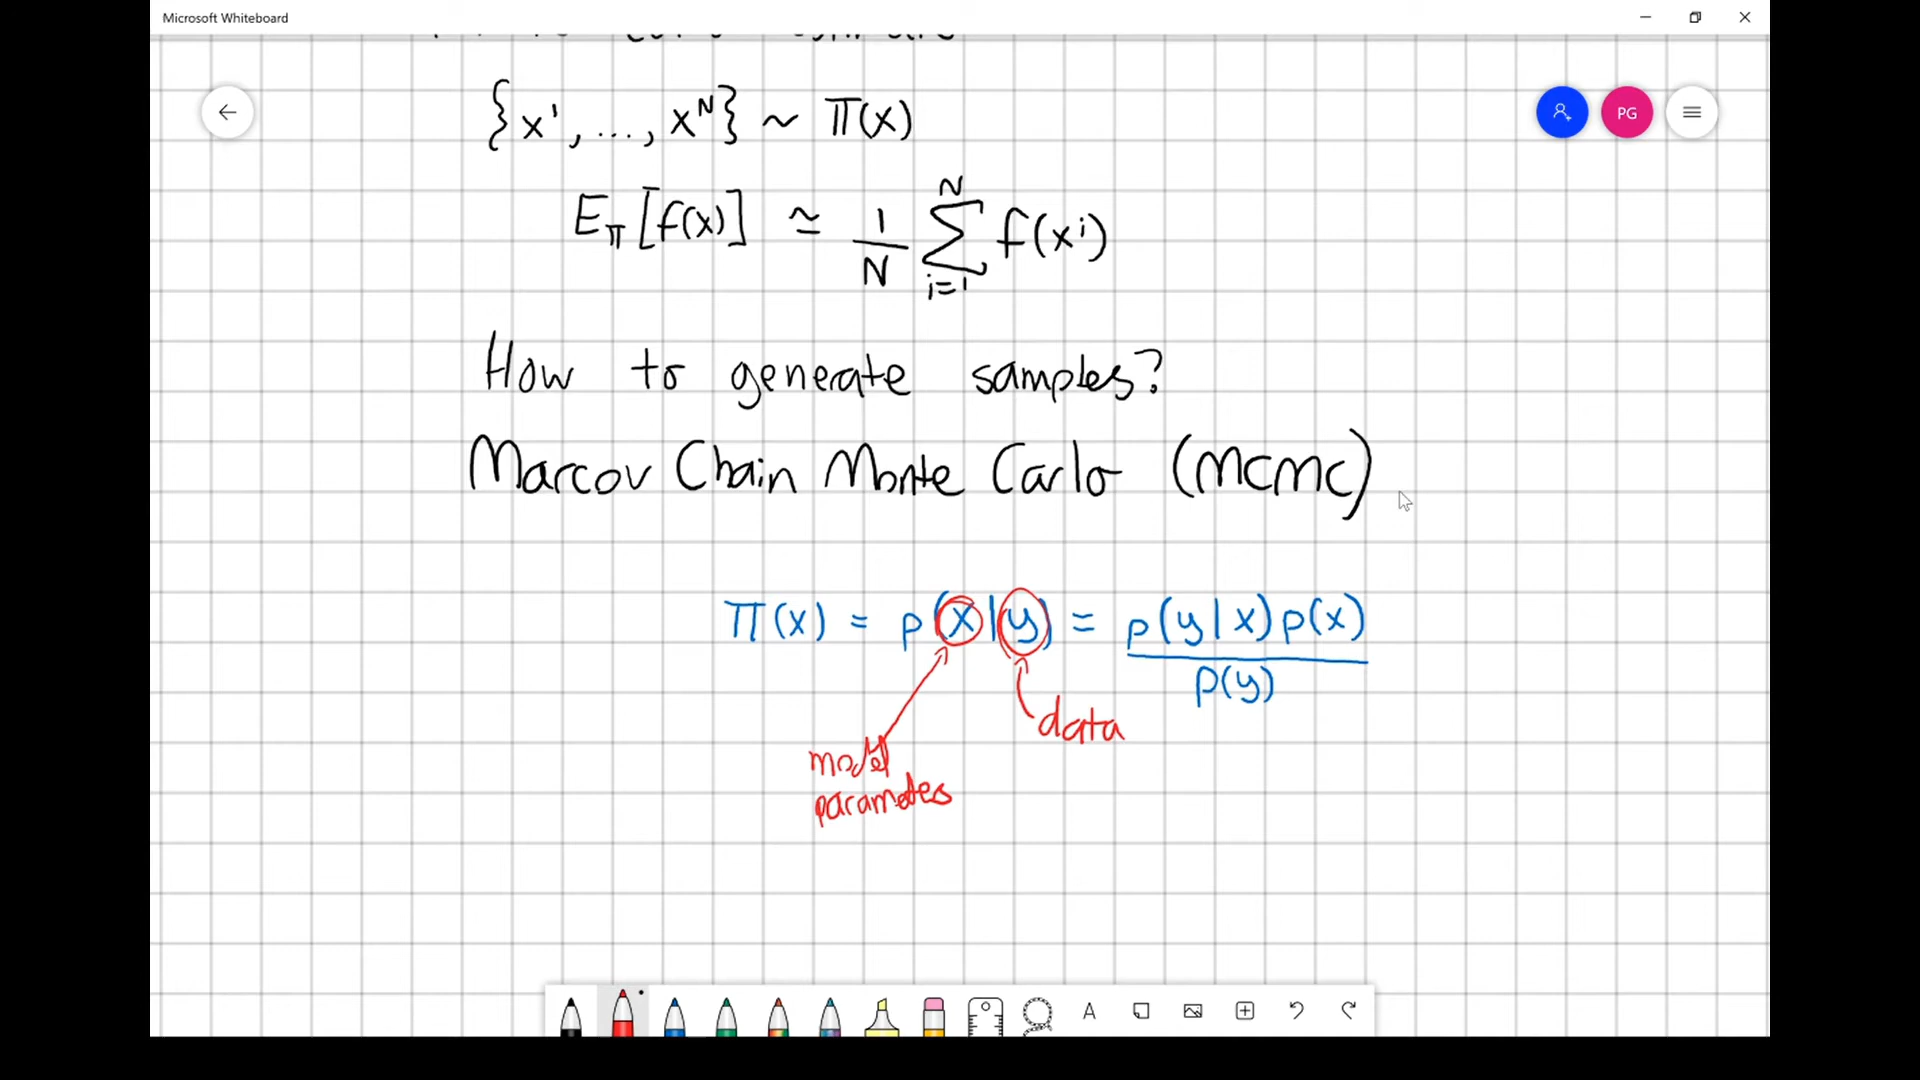 Microsoft Whiteboard
PG
{x¹, ..., xᴺ} ~ π(x)
E_π[f(x)] ≃ 1/N ∑_{i=1}^{N} f(xⁱ)
How to generate samples?
Marcov Chain Monte Carlo (MCMC)
π(x) = p(x|y) = p(y|x)p(x) / p(y)
data
model
parameters
A